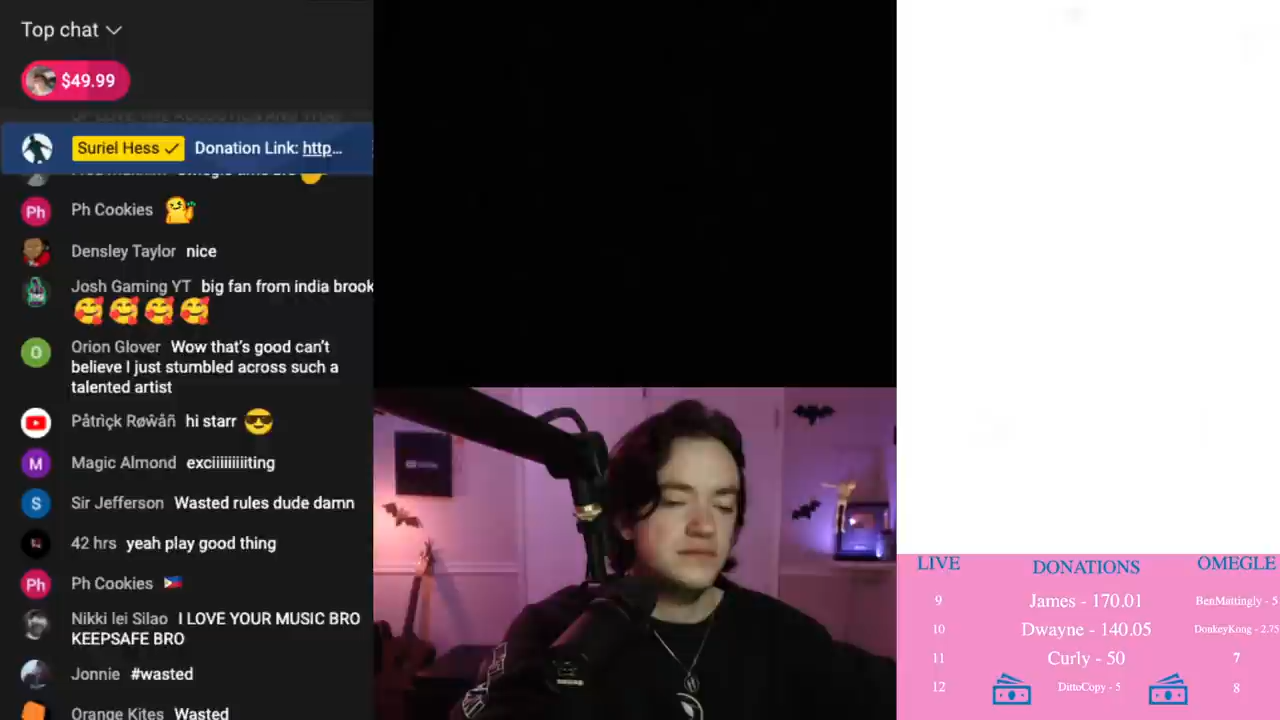 Top chat
$49.99
Suriel Hess Donation Link: http...
Ph Cookies
Densley Taylor nice
Josh Gaming YT big fan from india brook
Orion Glover Wow that's good can't
believe I just stumbled across such a
talented artist
Påtrìçk Røŵåñ hi starr
Magic Almond exciiiiiiiiiting
Sir Jefferson Wasted rules dude damn
42 hrs yeah play good thing
Ph Cookies
Nikki lei Silao I LOVE YOUR MUSIC BRO
KEEPSAFE BRO
Jonnie #wasted
Orange Kites Wasted
LIVE DONATIONS OMEGLE
9 James - 170.01 BenMattingly - 5
10 Dwayne - 140.05 DonkeyKong - 2.75
11 Curly - 50 7
12 DittoCopy - 5 8